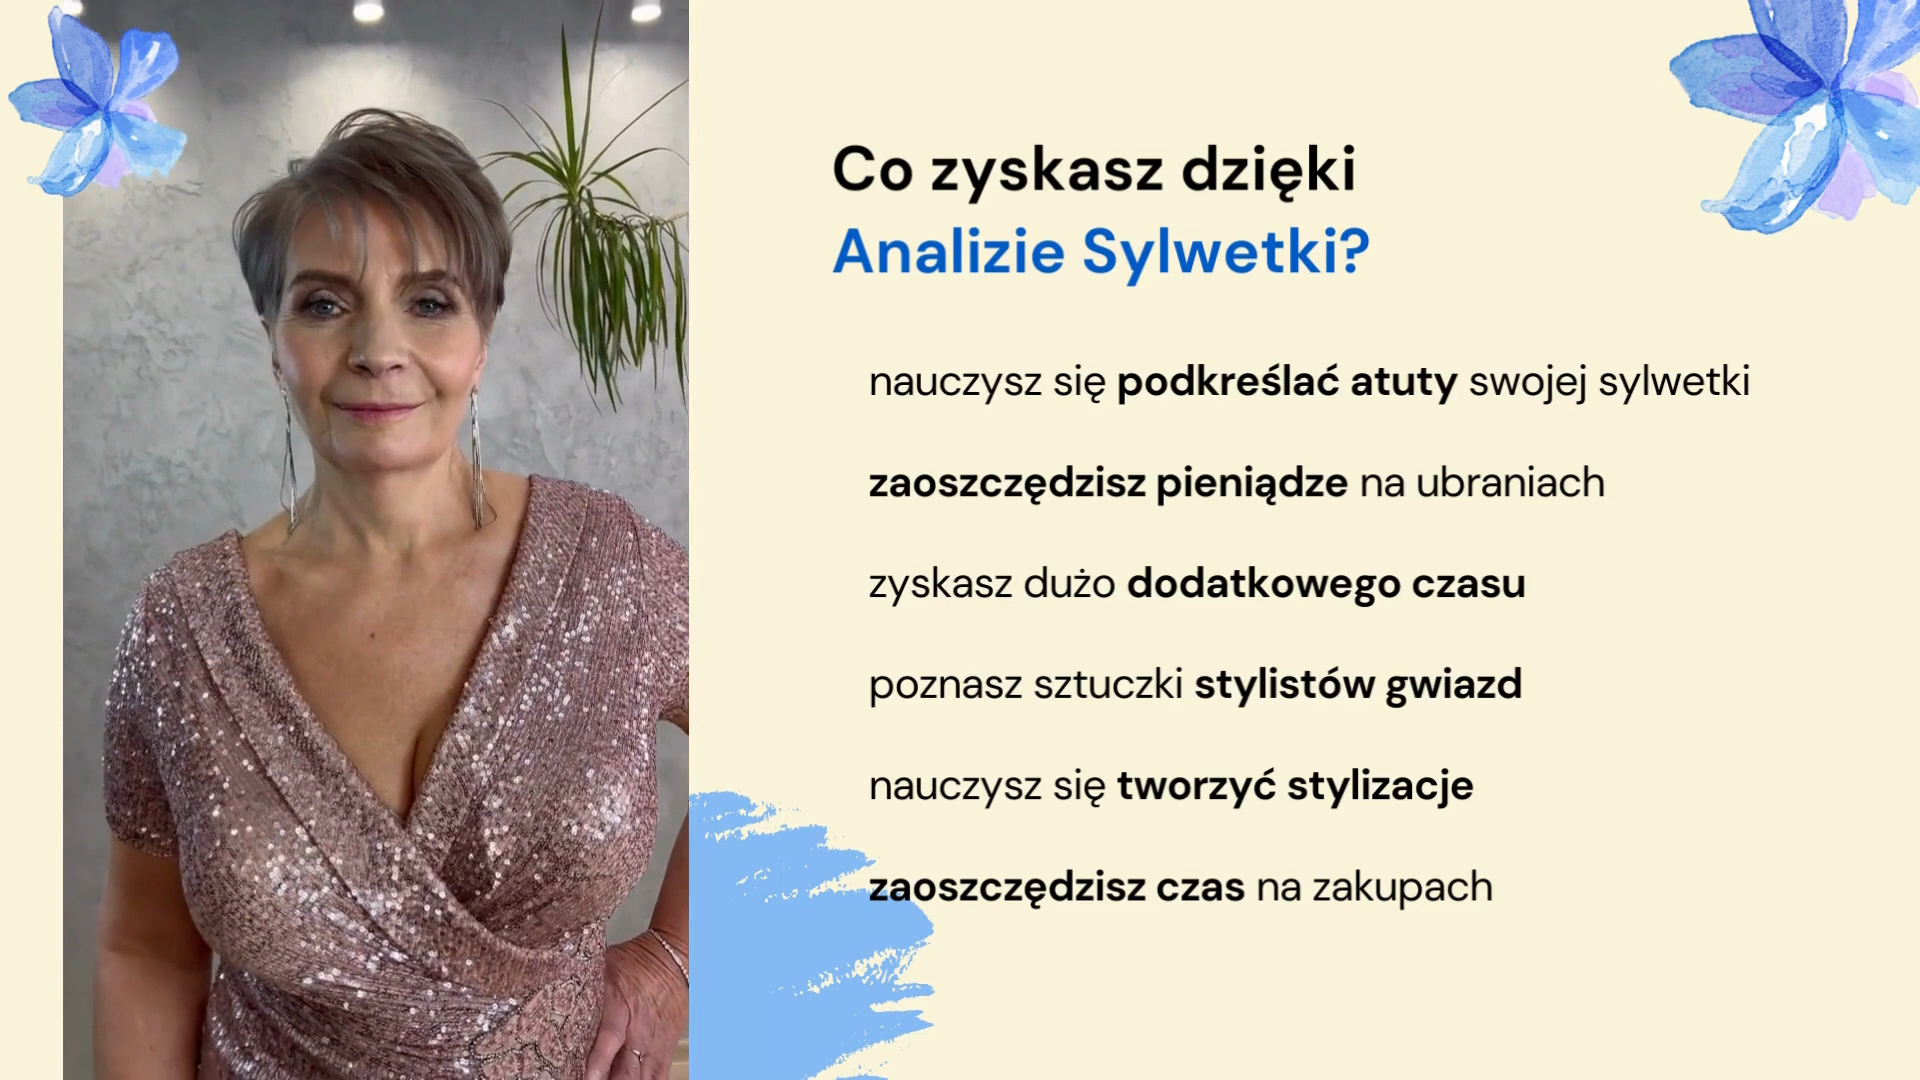 Co zyskasz dzięki
Analizie Sylwetki?
nauczysz się podkreślać atuty swojej sylwetki
zaoszczędzisz pieniądze na ubraniach
zyskasz dużo dodatkowego czasu
poznasz sztuczki stylistów gwiazd
nauczysz się tworzyć stylizacje
zaoszczędzisz czas na zakupach